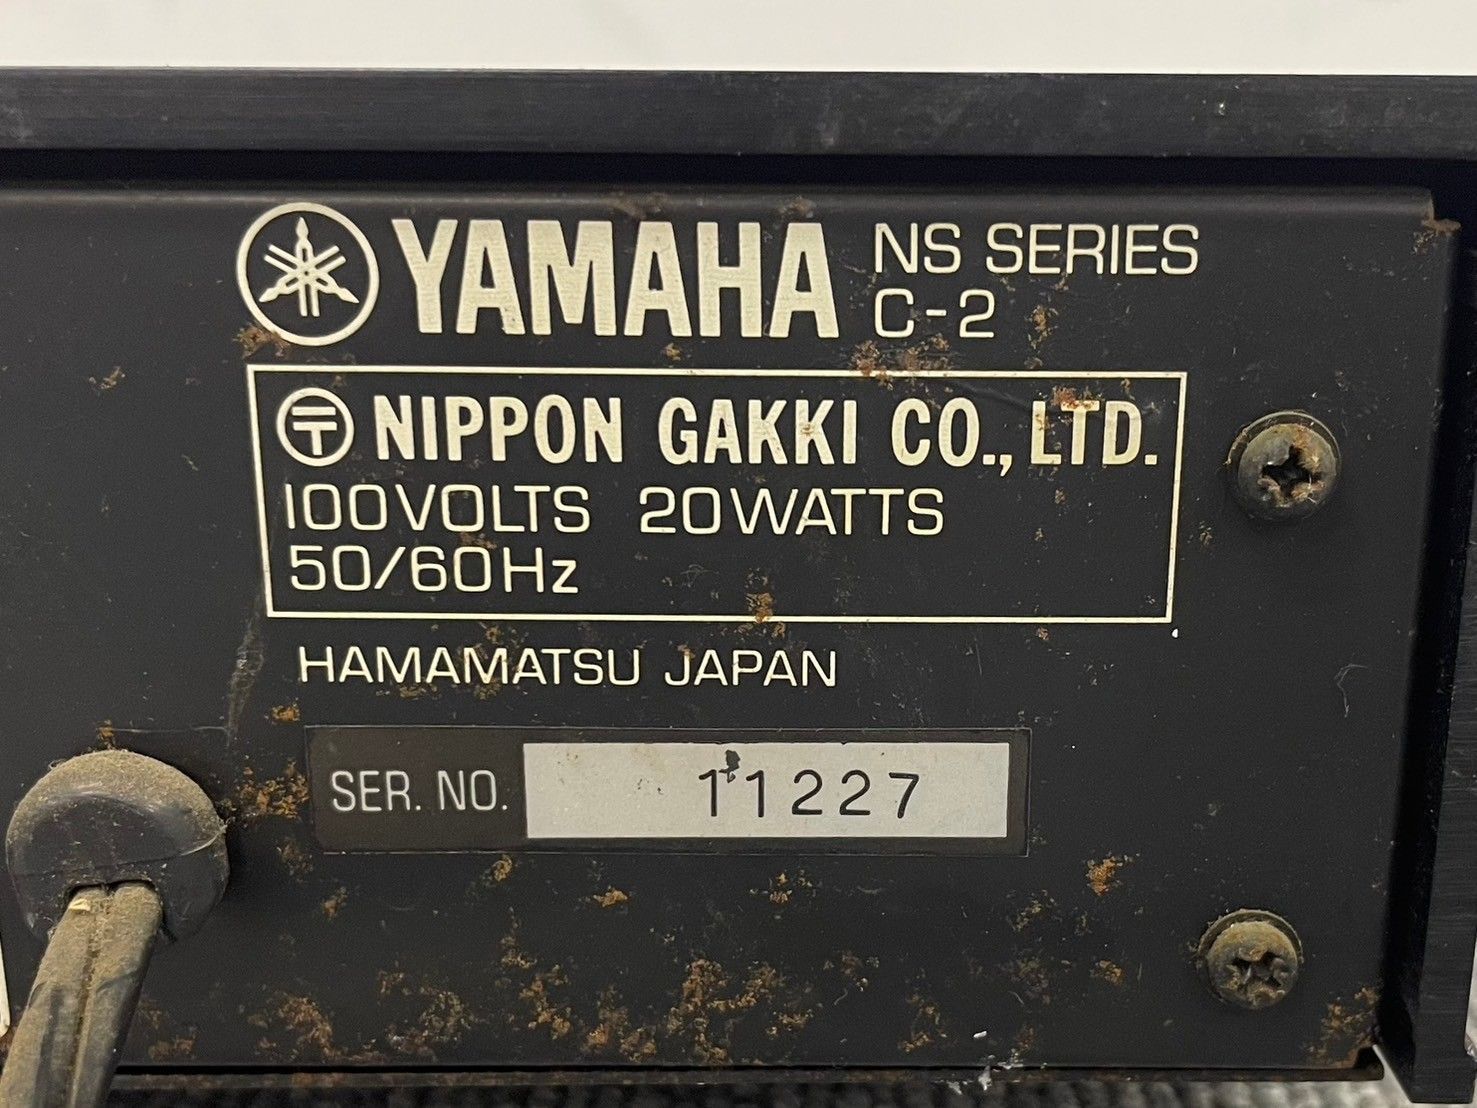 YAMAHA NS SERIES
C-2
〒 NIPPON GAKKI CO., LTD.
100VOLTS 20WATTS
50/60Hz
HAMAMATSU JAPAN
SER. NO. 11227